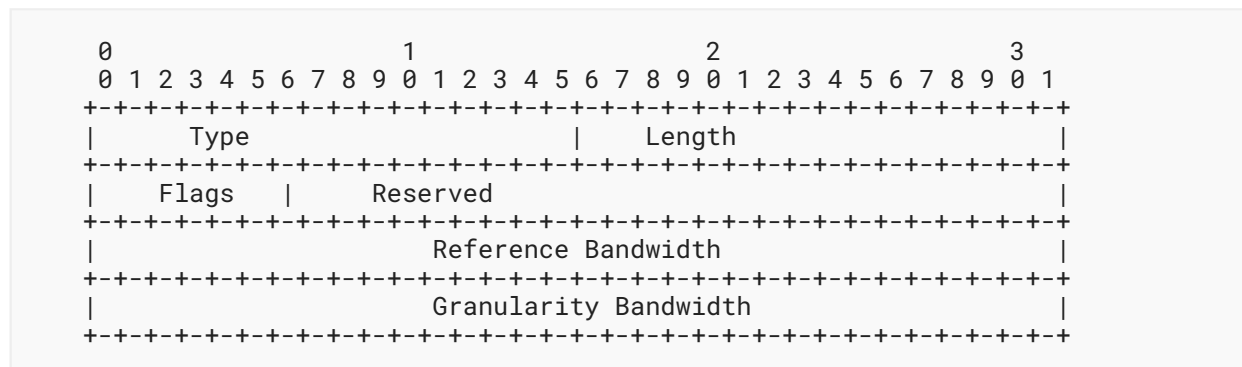 0                   1                   2                   3
 0 1 2 3 4 5 6 7 8 9 0 1 2 3 4 5 6 7 8 9 0 1 2 3 4 5 6 7 8 9 0 1
+-+-+-+-+-+-+-+-+-+-+-+-+-+-+-+-+-+-+-+-+-+-+-+-+-+-+-+-+-+-+-+-+
|      Type                     |    Length                     |
+-+-+-+-+-+-+-+-+-+-+-+-+-+-+-+-+-+-+-+-+-+-+-+-+-+-+-+-+-+-+-+-+
|    Flags   |     Reserved                                     |
+-+-+-+-+-+-+-+-+-+-+-+-+-+-+-+-+-+-+-+-+-+-+-+-+-+-+-+-+-+-+-+-+
|                      Reference Bandwidth                      |
+-+-+-+-+-+-+-+-+-+-+-+-+-+-+-+-+-+-+-+-+-+-+-+-+-+-+-+-+-+-+-+-+
|                      Granularity Bandwidth                    |
+-+-+-+-+-+-+-+-+-+-+-+-+-+-+-+-+-+-+-+-+-+-+-+-+-+-+-+-+-+-+-+-+